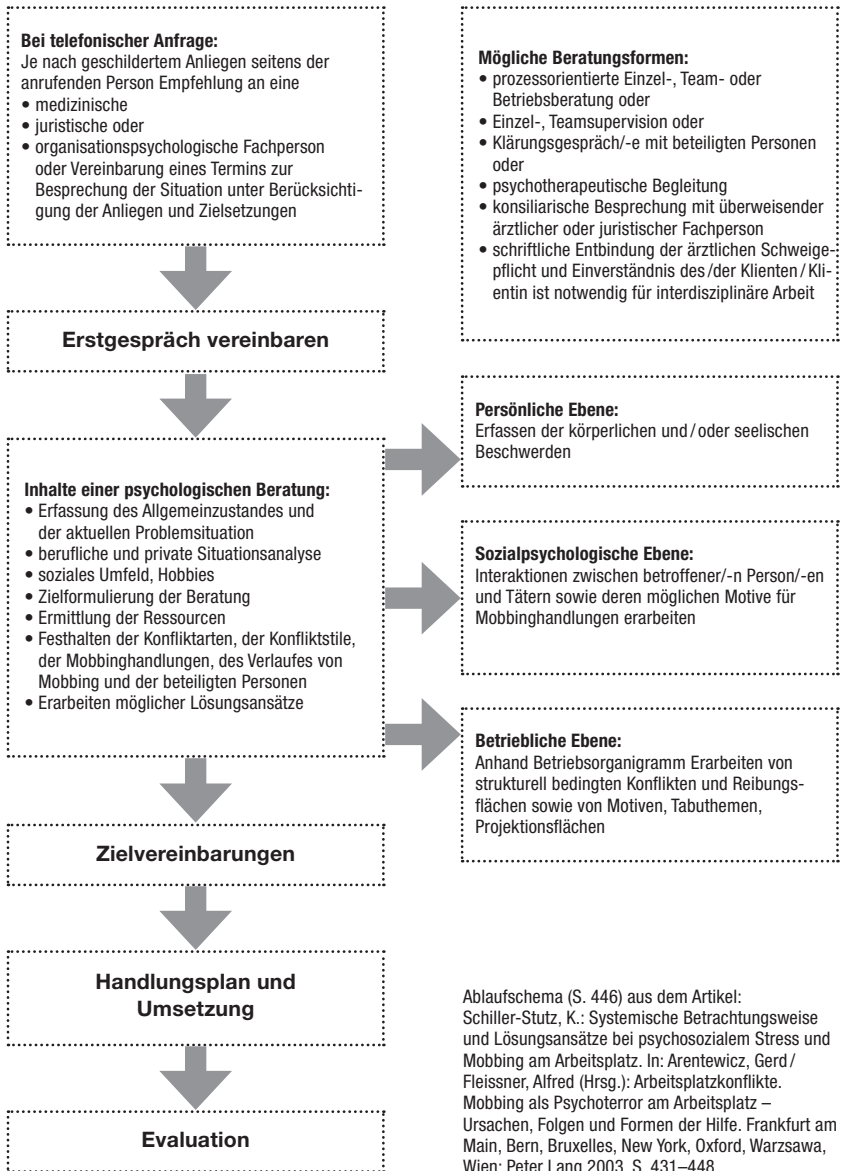 Bei telefonischer Anfrage:
Je nach geschildertem Anliegen seitens der
anrufenden Person Empfehlung an eine
• medizinische
• juristische oder
• organisationspsychologische Fachperson
oder Vereinbarung eines Termins zur
Besprechung der Situation unter Berücksichti-
gung der Anliegen und Zielsetzungen
Mögliche Beratungsformen:
• prozessorientierte Einzel-, Team- oder
Betriebsberatung oder
• Einzel-, Teamsupervision oder
• Klärungsgespräch/-e mit beteiligten Personen
oder
• psychotherapeutische Begleitung
• konsiliarische Besprechung mit überweisender
ärztlicher oder juristischer Fachperson
• schriftliche Entbindung der ärztlichen Schweige-
pflicht und Einverständnis des/der Klienten/Kli-
entin ist notwendig für interdisziplinäre Arbeit
Erstgespräch vereinbaren
Inhalte einer psychologischen Beratung:
• Erfassung des Allgemeinzustandes und
der aktuellen Problemsituation
• berufliche und private Situationsanalyse
• soziales Umfeld, Hobbies
• Zielformulierung der Beratung
• Ermittlung der Ressourcen
• Festhalten der Konfliktarten, der Konfliktstile,
der Mobbinghandlungen, des Verlaufes von
Mobbing und der beteiligten Personen
• Erarbeiten möglicher Lösungsansätze
Persönliche Ebene:
Erfassen der körperlichen und/oder seelischen
Beschwerden
Sozialpsychologische Ebene:
Interaktionen zwischen betroffener/-n Person/-en
und Tätern sowie deren möglichen Motive für
Mobbinghandlungen erarbeiten
Betriebliche Ebene:
Anhand Betriebsorganigramm Erarbeiten von
strukturell bedingten Konflikten und Reibungs-
flächen sowie von Motiven, Tabuthemen,
Projektionsflächen
Zielvereinbarungen
Handlungsplan und
Umsetzung
Evaluation
Ablaufschema (S. 446) aus dem Artikel:
Schiller-Stutz, K.: Systemische Betrachtungsweise
und Lösungsansätze bei psychosozialem Stress und
Mobbing am Arbeitsplatz. In: Arentewicz, Gerd/
Fleissner, Alfred (Hrsg.): Arbeitsplatzkonflikte.
Mobbing als Psychoterror am Arbeitsplatz –
Ursachen, Folgen und Formen der Hilfe. Frankfurt am
Main, Bern, Bruxelles, New York, Oxford, Warzsawa,
Wien: Peter Lang 2003, S. 431–448